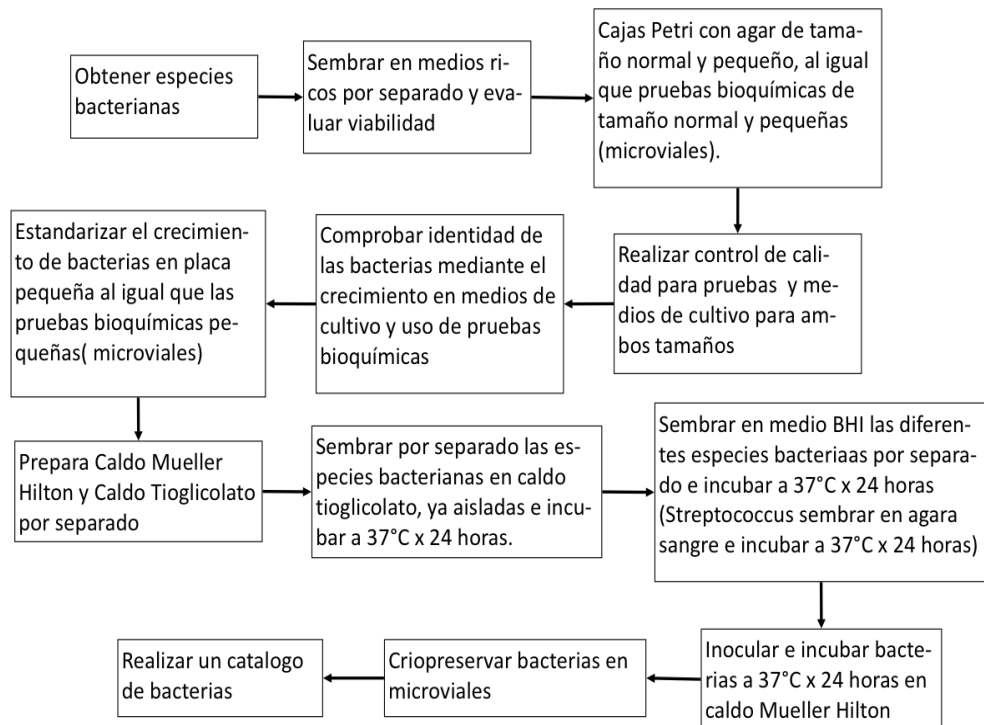 Obtener especies
bacterianas
Sembrar en medios ri-
cos por separado y eva-
luar viabilidad
Cajas Petri con agar de tama-
ño normal y pequeño, al igual
que pruebas bioquímicas de
tamaño normal y pequeñas
(microviales).
Realizar control de cali-
dad para pruebas y me-
dios de cultivo para am-
bos tamaños
Comprobar identidad de
las bacterias mediante el
crecimiento en medios de
cultivo y uso de pruebas
bioquímicas
Estandarizar el crecimien-
to de bacterias en placa
pequeña al igual que las
pruebas bioquímicas pe-
queñas( microviales)
Prepara Caldo Mueller
Hilton y Caldo Tioglicolato
por separado
Sembrar por separado las es-
pecies bacterianas en caldo
tioglicolato, ya aisladas e incu-
bar a 37°C x 24 horas.
Sembrar en medio BHI las diferen-
tes especies bacteriaas por separa-
do e incubar a 37°C x 24 horas
(Streptococcus sembrar en agara
sangre e incubar a 37°C x 24 horas)
Inocular e incubar bacte-
rias a 37°C x 24 horas en
caldo Mueller Hilton
Criopreservar bacterias en
microviales
Realizar un catalogo
de bacterias